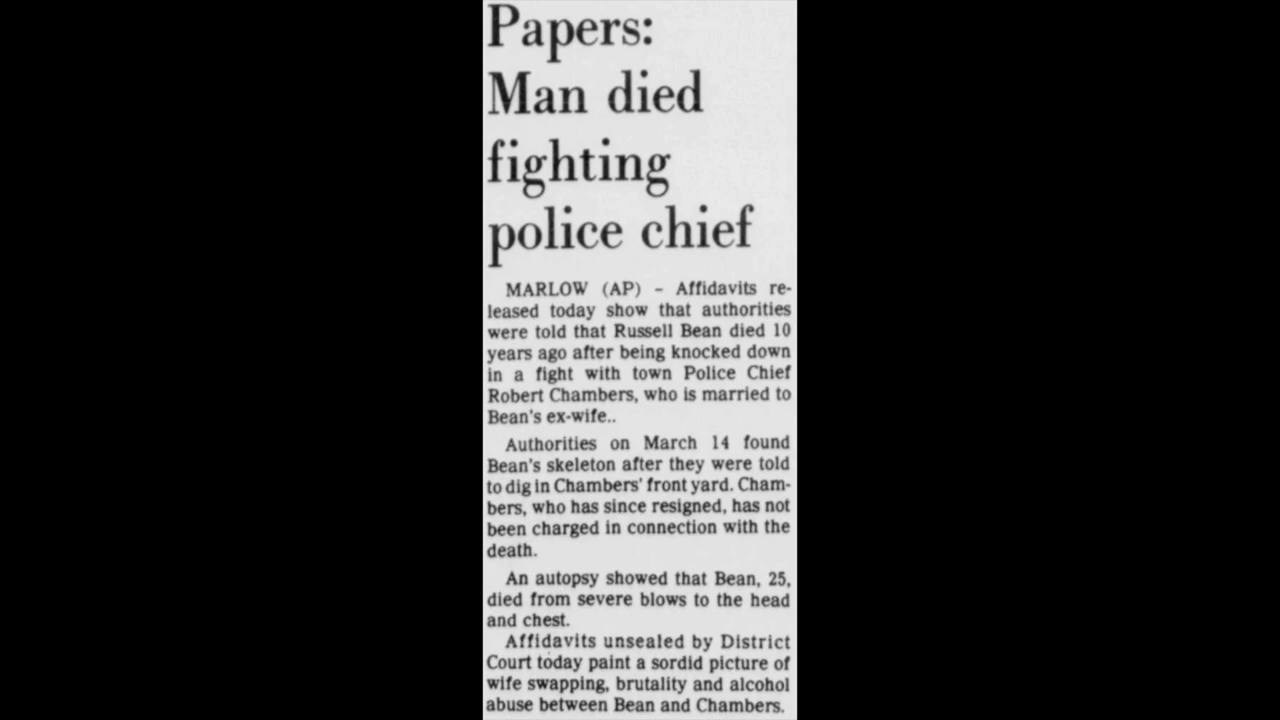 Papers:
Man died
fighting
police chief
MARLOW (AP) – Affidavits re-
leased today show that authorities
were told that Russell Bean died 10
years ago after being knocked down
in a fight with town Police Chief
Robert Chambers, who is married to
Bean's ex-wife..
Authorities on March 14 found
Bean's skeleton after they were told
to dig in Chambers' front yard. Cham-
bers, who has since resigned, has not
been charged in connection with the
death.
An autopsy showed that Bean, 25,
died from severe blows to the head
and chest.
Affidavits unsealed by District
Court today paint a sordid picture of
wife swapping, brutality and alcohol
abuse between Bean and Chambers.